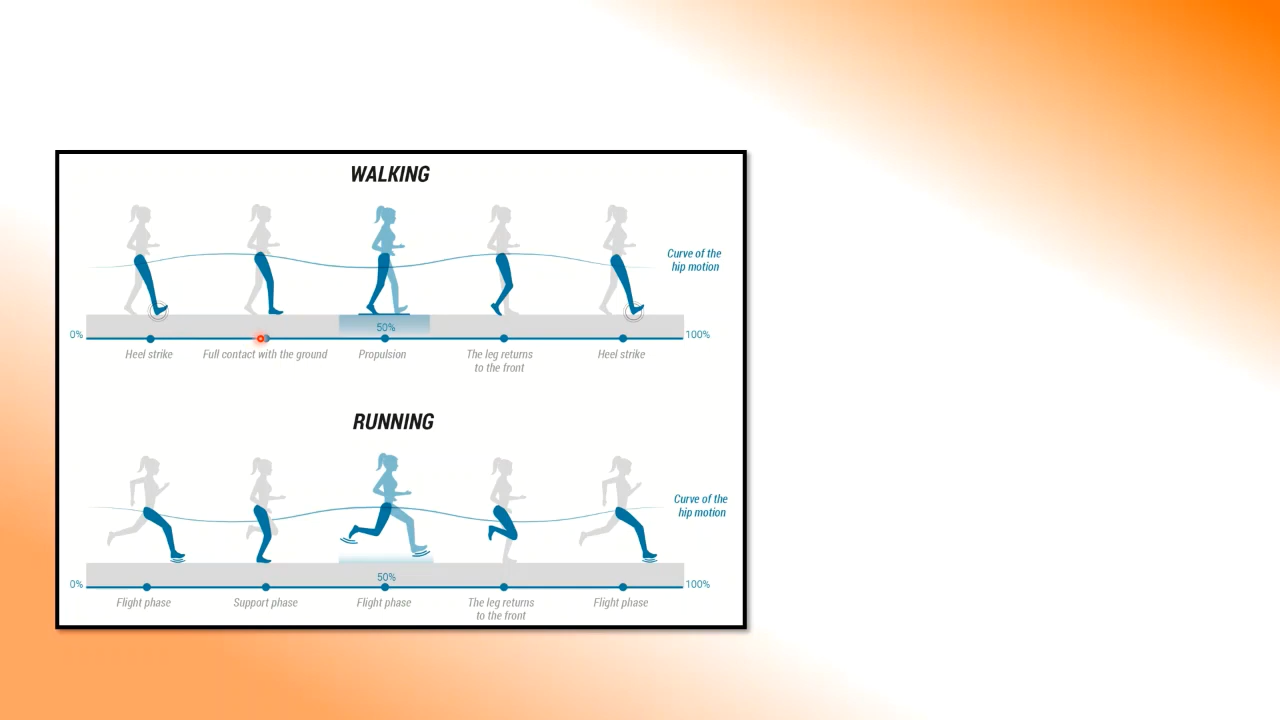 WALKING
Curve of the
hip motion
0%
50%
100%
Heel strike
Full contact with the ground
Propulsion
The leg returns
to the front
Heel strike
RUNNING
Curve of the
hip motion
0%
50%
100%
Flight phase
Support phase
Flight phase
The leg returns
to the front
Flight phase